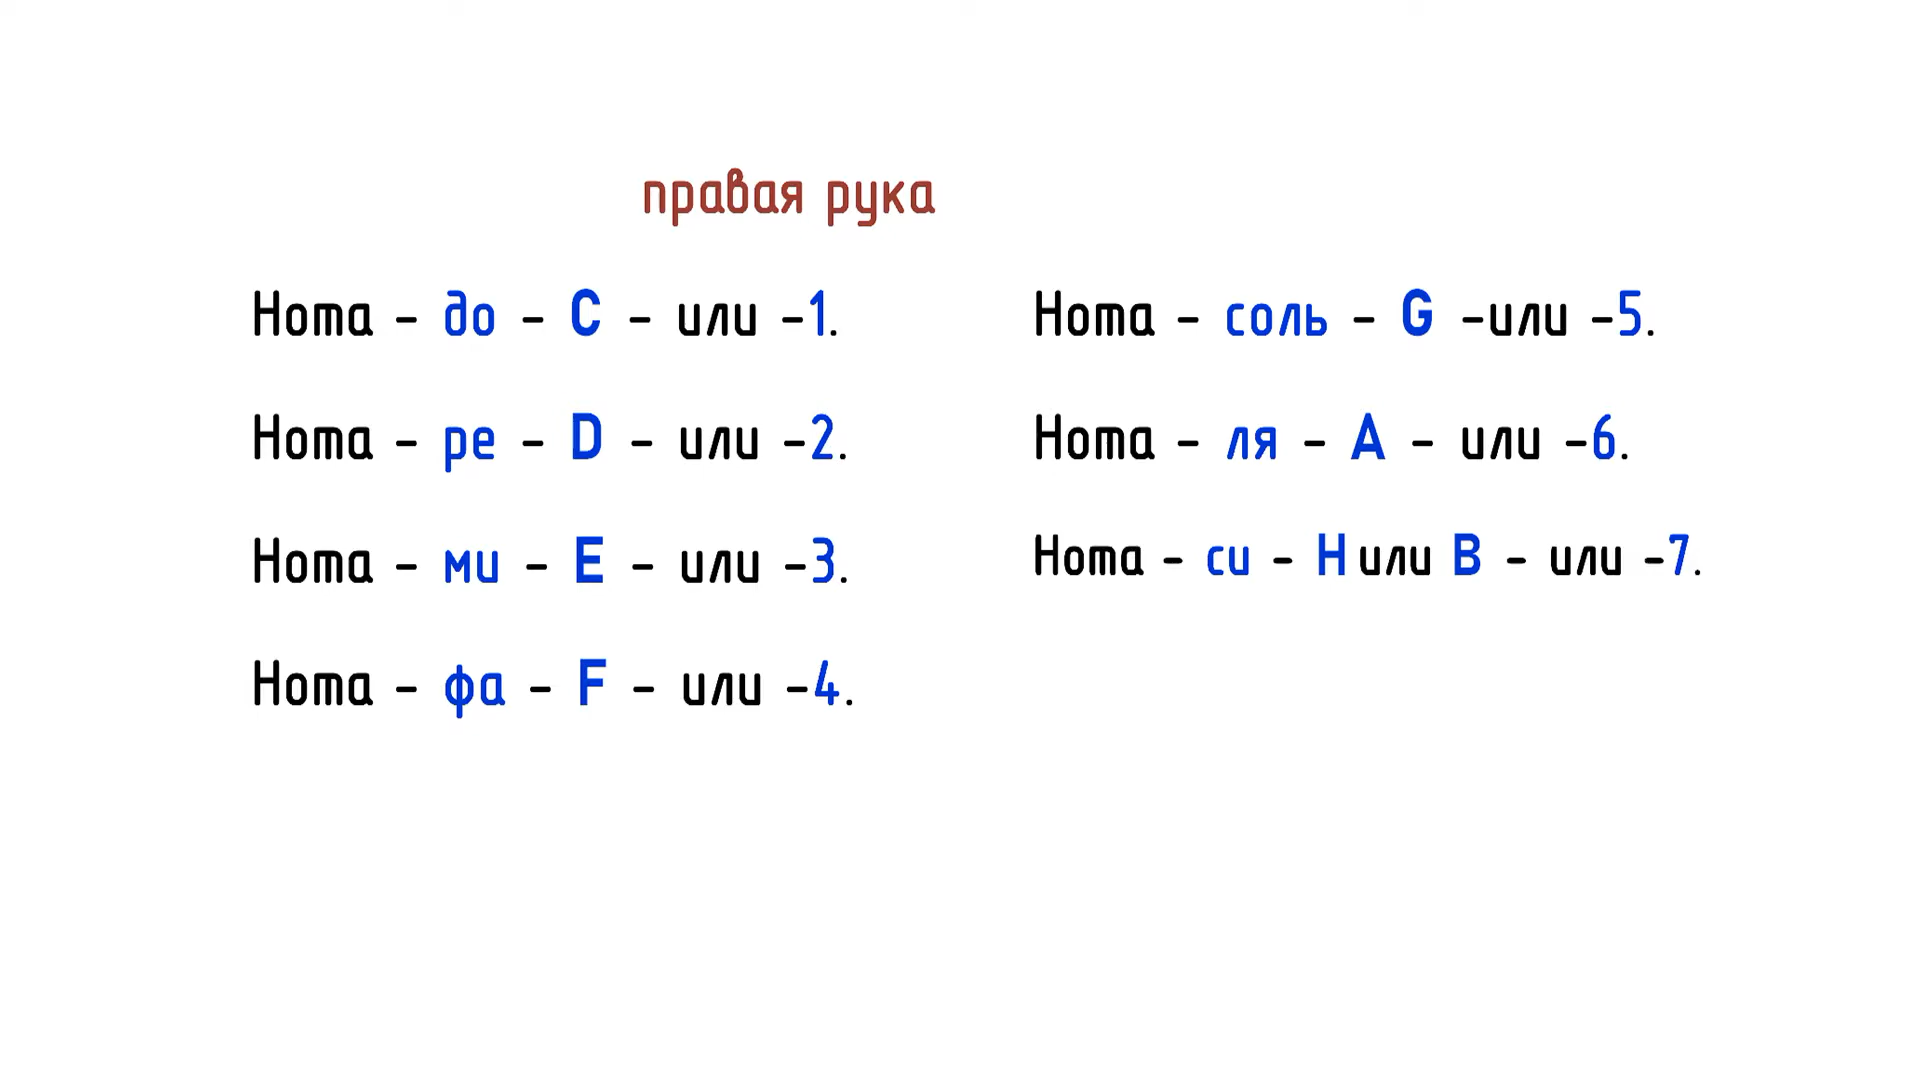 правая рука
Нота - до - C - или -1.
Нота - ре - D - или -2.
Нота - ми - E - или -3.
Нота - фа - F - или -4.
Нота - соль - G -или -5.
Нота - ля - A - или -6.
Нота - си - H или B - или -7.